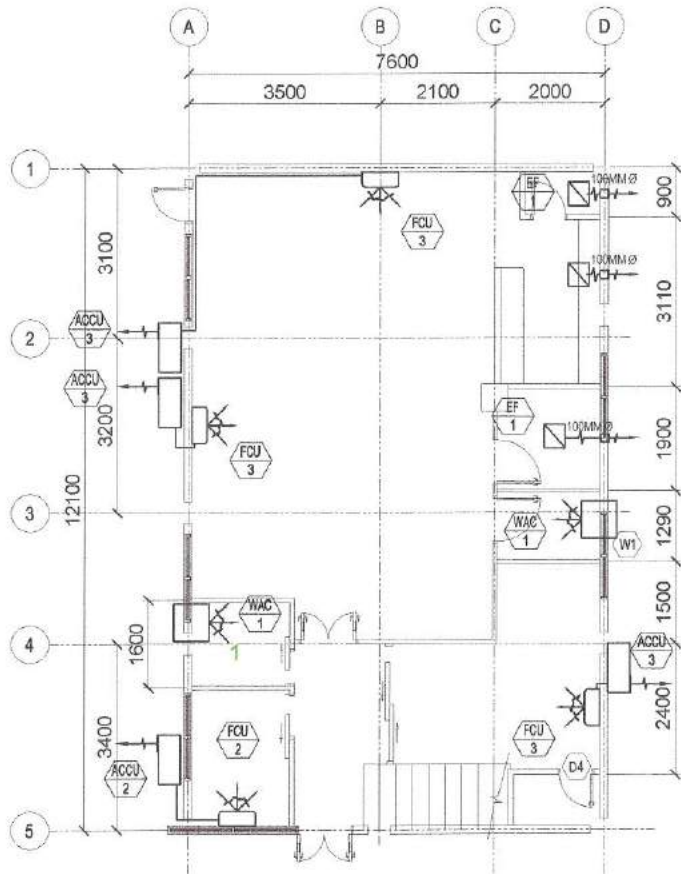 A B C D
7600
3500 2100 2000
1
EF 1
100MM Ø
900
FCU 3
3100
100MM Ø
3110
ACCU 3
2
ACCU 3
3200
EF 1
100MM Ø
1900
FCU 3
12100
3
WAC 1
W1
1290
WAC 1
1500
1600
4
1
ACCU 3
2400
3400
FCU 2
FCU 3
ACCU 2
D4
5